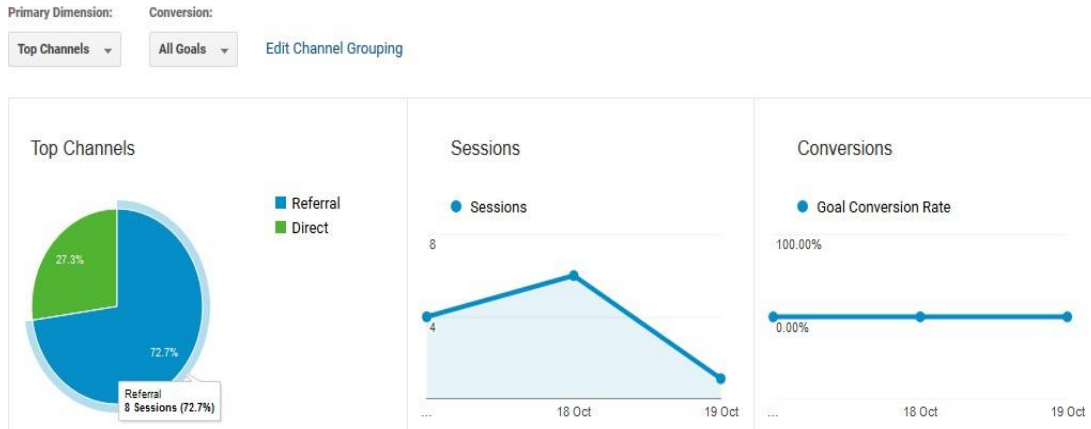 Primary Dimension: Conversion:
Top Channels All Goals Edit Channel Grouping
Top Channels
Referral
Direct
27.3%
72.7%
Referral
8 Sessions (72.7%)
Sessions
Sessions
8
4
... 18 Oct 19 Oct
Conversions
Goal Conversion Rate
100.00%
0.00%
... 18 Oct 19 Oct